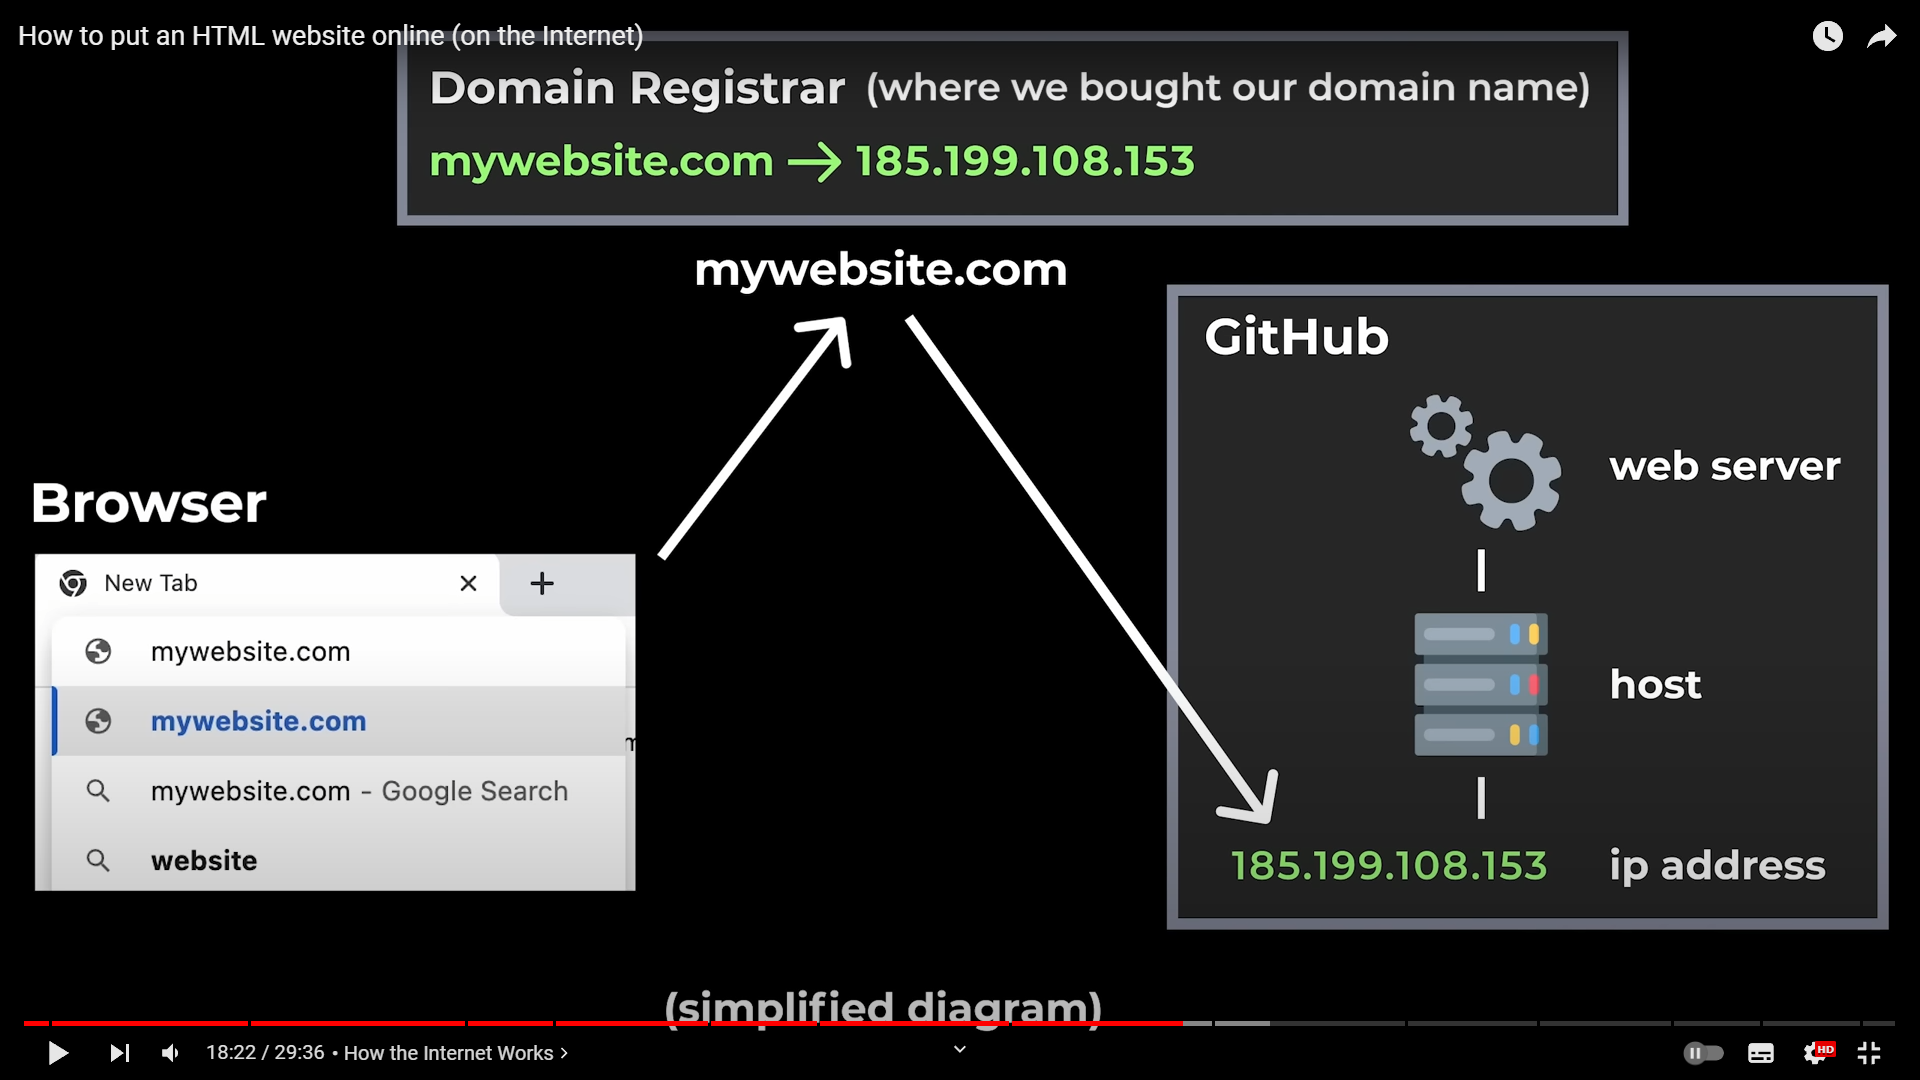 How to put an HTML website online (on the Internet)
Domain Registrar (where we bought our domain name)
mywebsite.com → 185.199.108.153
mywebsite.com
GitHub
web server
host
185.199.108.153 ip address
Browser
New Tab
mywebsite.com
mywebsite.com
mywebsite.com - Google Search
website
(simplified diagram)
18:22 / 29:36 • How the Internet Works
HD